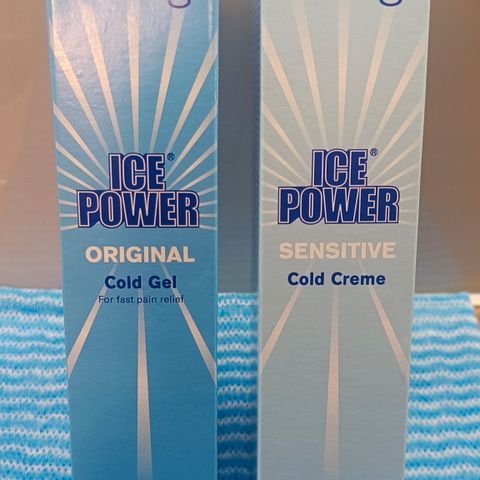 ICE®
POWER
ORIGINAL
Cold Gel
For fast pain relief
ICE®
POWER
SENSITIVE
Cold Creme